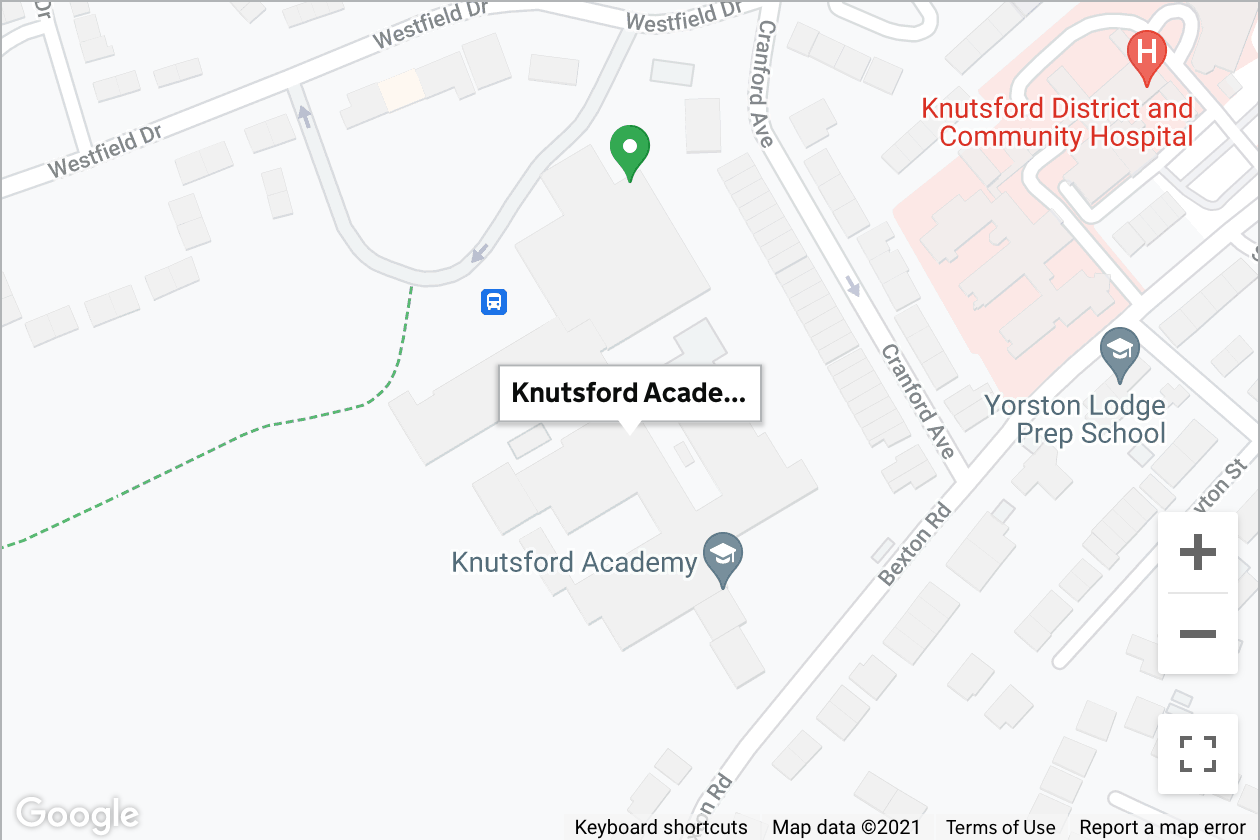 Dr
Westfield Dr
Westfield Dr
Cranford Ave
H
Knutsford District and
Community Hospital
Westfield Dr
Knutsford Acade...
Cranford Ave
Yorston Lodge
Prep School
Knutsford Academy
Bexton Rd
xton St
on Rd
Google
Keyboard shortcuts
Map data ©2021
Terms of Use
Report a map error